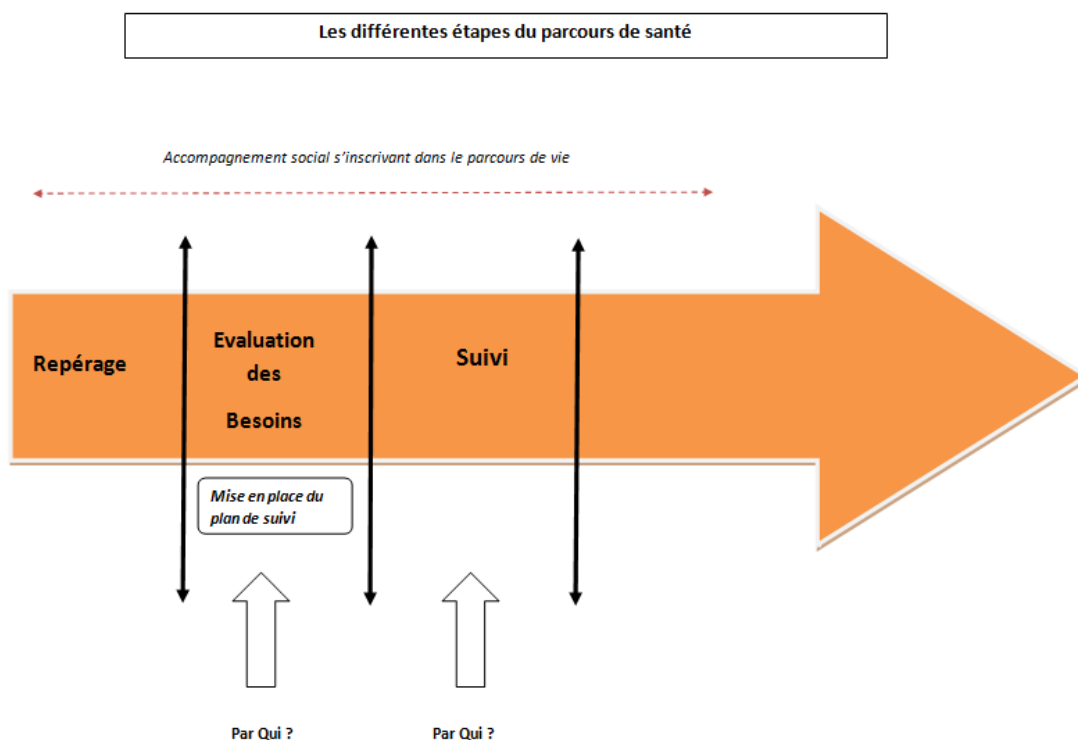 Les différentes étapes du parcours de santé
Accompagnement social s'inscrivant dans le parcours de vie
Repérage
Evaluation
des
Besoins
Suivi
Mise en place du
plan de suivi
Par Qui ?
Par Qui ?